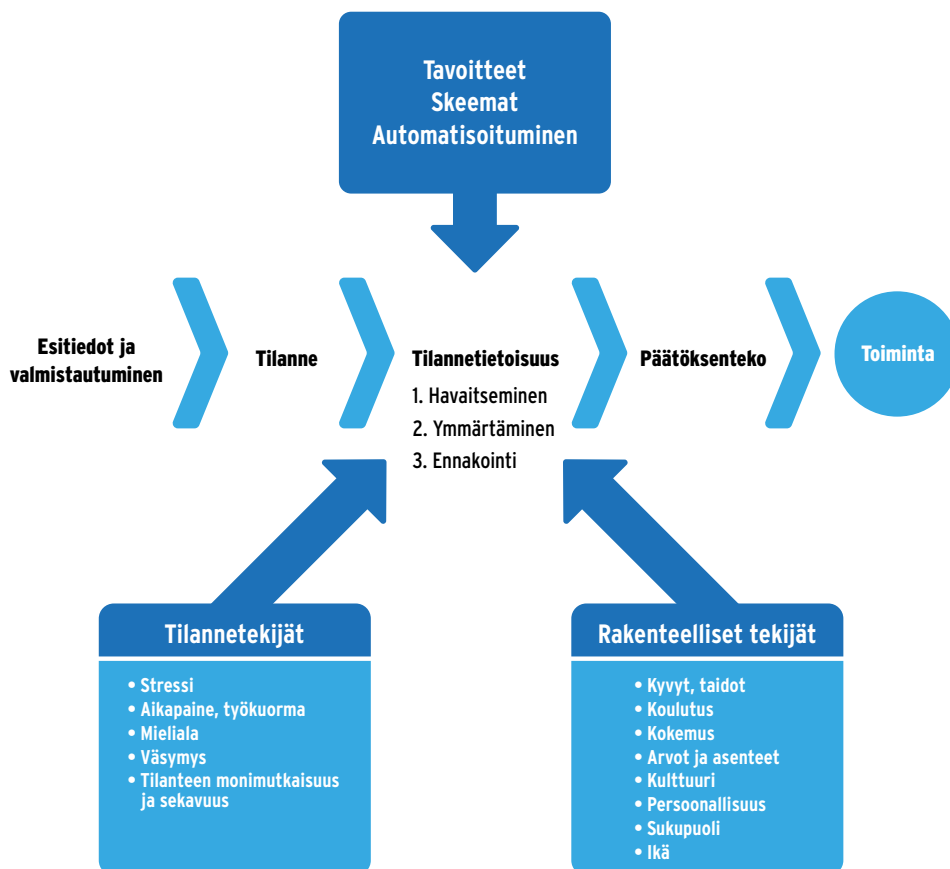 Tavoitteet
Skeemat
Automatisoituminen
Esitiedot ja
valmistautuminen
Tilanne
Tilannetietoisuus
1. Havaitseminen
2. Ymmärtäminen
3. Ennakointi
Päätöksenteko
Toiminta
Tilannetekijät
• Stressi
• Aikapaine, työkuorma
• Mieliala
• Väsymys
• Tilanteen monimutkaisuus
ja sekavuus
Rakenteelliset tekijät
• Kyvyt, taidot
• Koulutus
• Kokemus
• Arvot ja asenteet
• Kulttuuri
• Persoonallisuus
• Sukupuoli
• Ikä